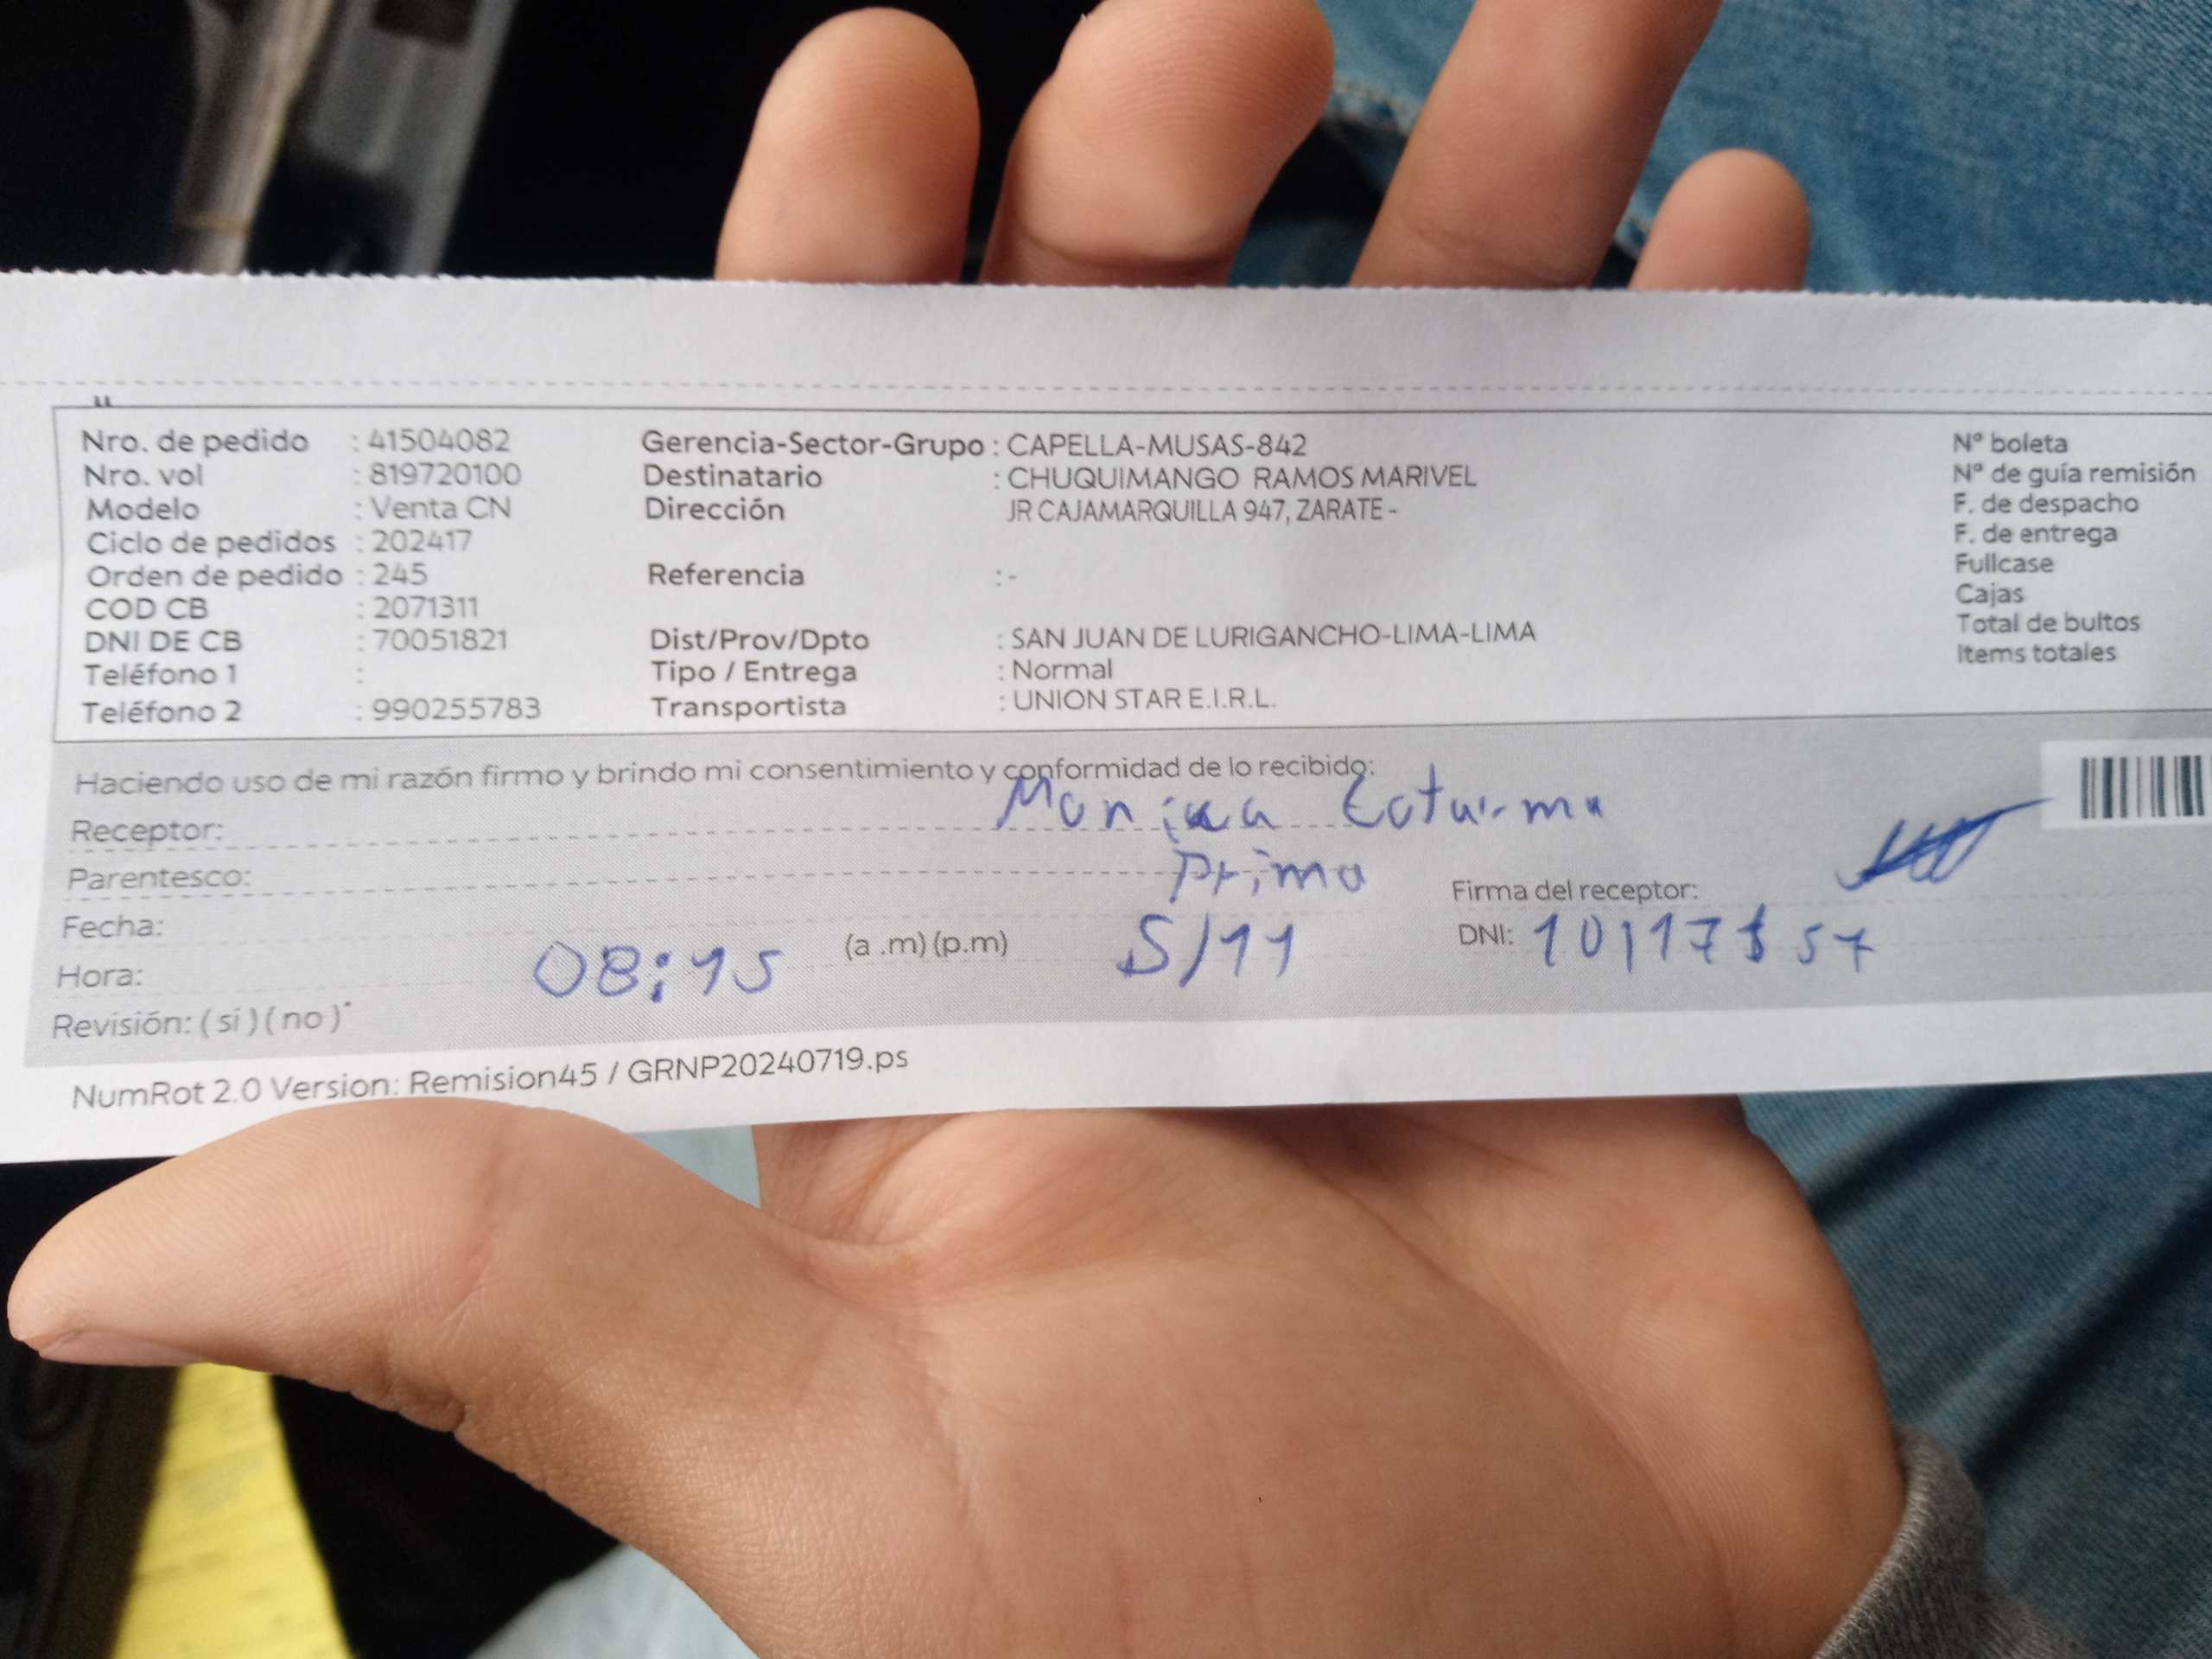 Nro. de pedido : 41504082
Nro. vol : 819720100
Modelo : Venta CN
Ciclo de pedidos : 202417
Orden de pedido : 245
COD CB : 2071311
DNI DE CB : 70051821
Teléfono 1 :
Teléfono 2 : 990255783
Gerencia-Sector-Grupo : CAPELLA-MUSAS-842
Destinatario : CHUQUIMANGO RAMOS MARIVEL
Dirección JR CAJAMARQUILLA 947, ZARATE -
Referencia : -
Dist/Prov/Dpto : SAN JUAN DE LURIGANCHO-LIMA-LIMA
Tipo / Entrega : Normal
Transportista : UNION STAR E.I.R.L.
N° boleta
N° de guía remisión
F. de despacho
F. de entrega
Fullcase
Cajas
Total de bultos
Items totales
Haciendo uso de mi razón firmo y brindo mi consentimiento y conformidad de lo recibido:
Receptor:
Parentesco: Prima
Firma del receptor:
Fecha: 5/11
DNI:
Hora: 08:15 (a .m) (p.m)
Revisión: ( sí ) ( no )*
NumRot 2.0 Version: Remision45 / GRNP20240719.ps